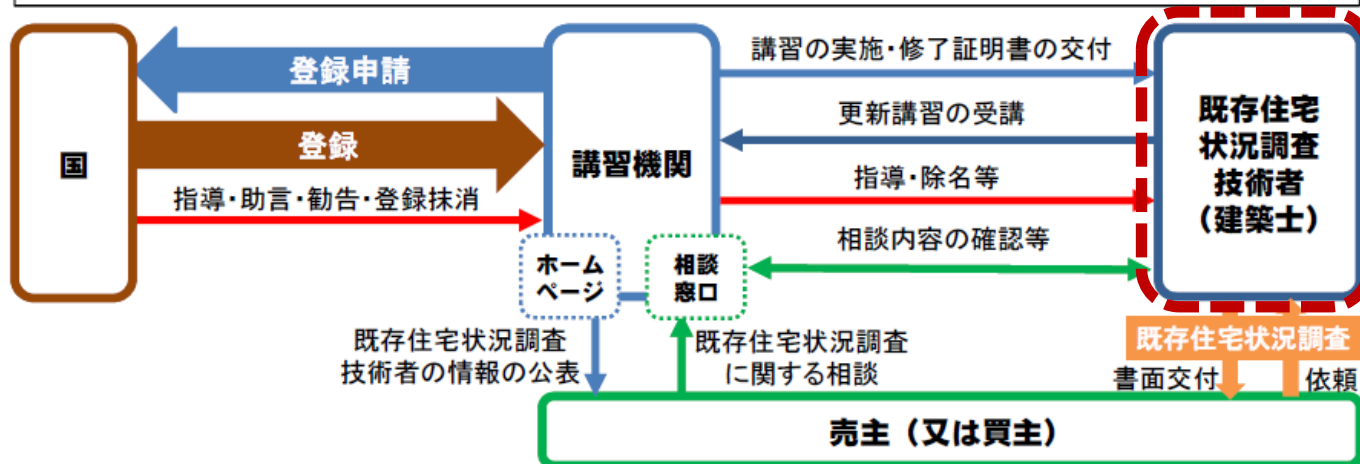 国
登録申請
登録
指導・助言・勧告・登録抹消
講習機関
ホーム
ページ
相談
窓口
講習の実施・修了証明書の交付
更新講習の受講
指導・除名等
相談内容の確認等
既存住宅
状況調査
技術者
（建築士）
既存住宅状況調査
技術者の情報の公表
既存住宅状況調査
に関する相談
既存住宅状況調査
書面交付
依頼
売主（又は買主）